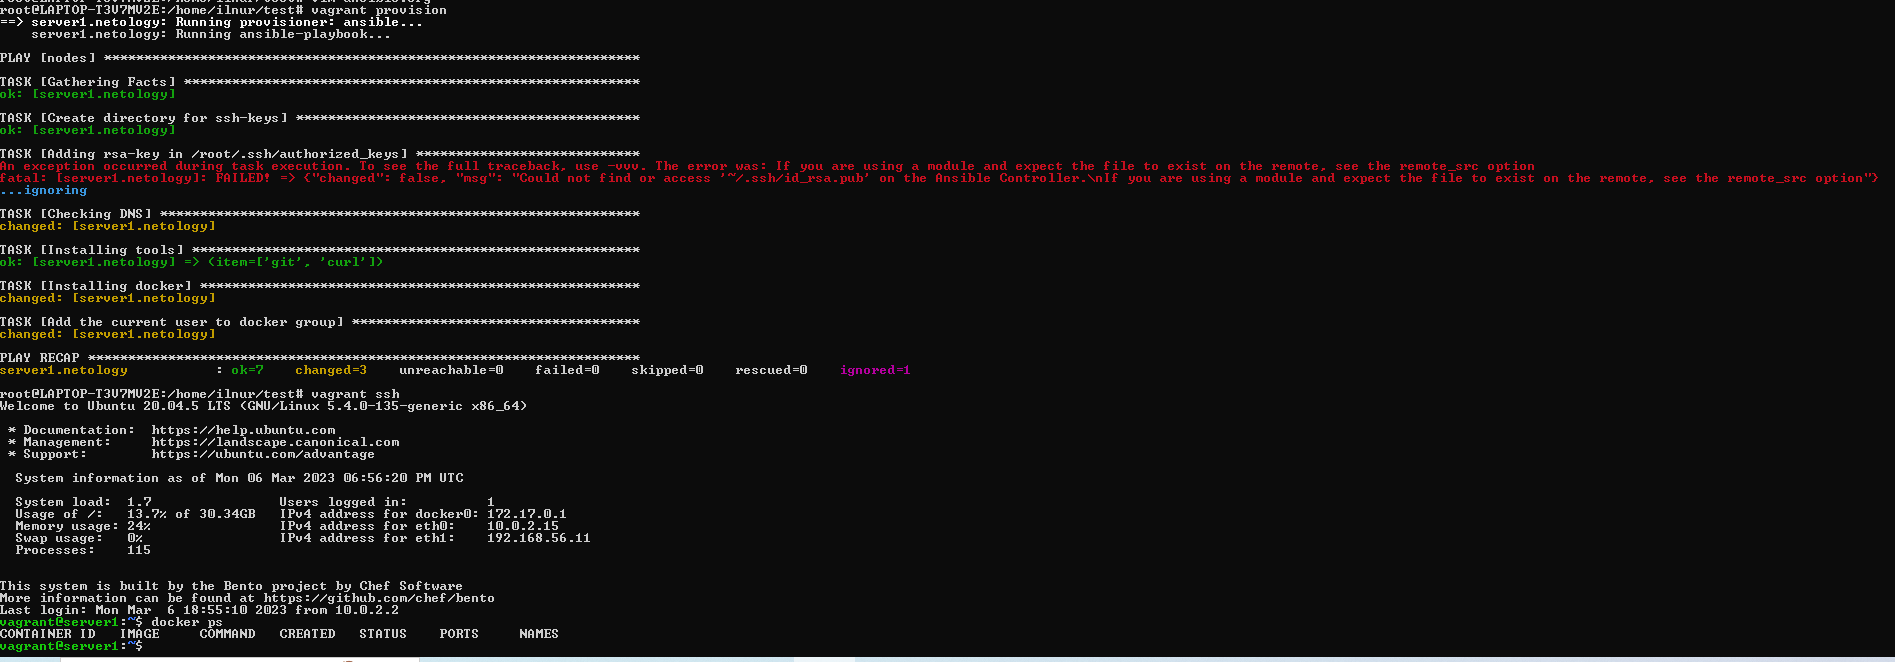 root@LAPTOP-T3V7MV2E:/home/ilnur/test# vagrant provision
==> server1.netology: Running provisioner: ansible...
    server1.netology: Running ansible-playbook...
PLAY [nodes] *******************************************************************
TASK [Gathering Facts] *********************************************************
ok: [server1.netology]
TASK [Create directory for ssh-keys] *******************************************
ok: [server1.netology]
TASK [Adding rsa-key in /root/.ssh/authorized_keys] ****************************
An exception occurred during task execution. To see the full traceback, use -vvv. The error was: If you are using a module and expect the file to exist on the remote, see the remote_src option
fatal: [server1.netology]: FAILED! => {"changed": false, "msg": "Could not find or access '~/.ssh/id_rsa.pub' on the Ansible Controller.\nIf you are using a module and expect the file to exist on the remote, see the remote_src option"}
...ignoring
TASK [Checking DNS] ************************************************************
changed: [server1.netology]
TASK [Installing tools] ********************************************************
ok: [server1.netology] => (item=['git', 'curl'])
TASK [Installing docker] *******************************************************
changed: [server1.netology]
TASK [Add the current user to docker group] ************************************
changed: [server1.netology]
PLAY RECAP *********************************************************************
server1.netology           : ok=7    changed=3    unreachable=0    failed=0    skipped=0    rescued=0    ignored=1
root@LAPTOP-T3V7MV2E:/home/ilnur/test# vagrant ssh
Welcome to Ubuntu 20.04.5 LTS (GNU/Linux 5.4.0-135-generic x86_64)
 * Documentation:  https://help.ubuntu.com
 * Management:     https://landscape.canonical.com
 * Support:        https://ubuntu.com/advantage
  System information as of Mon 06 Mar 2023 06:56:20 PM UTC
  System load:  1.7                Users logged in:          1
  Usage of /:   13.7% of 30.34GB   IPv4 address for docker0: 172.17.0.1
  Memory usage: 24%                IPv4 address for eth0:    10.0.2.15
  Swap usage:   0%                 IPv4 address for eth1:    192.168.56.11
  Processes:    115
This system is built by the Bento project by Chef Software
More information can be found at https://github.com/chef/bento
Last login: Mon Mar  6 18:55:10 2023 from 10.0.2.2
vagrant@server1:~$ docker ps
CONTAINER ID   IMAGE     COMMAND   CREATED   STATUS    PORTS     NAMES
vagrant@server1:~$